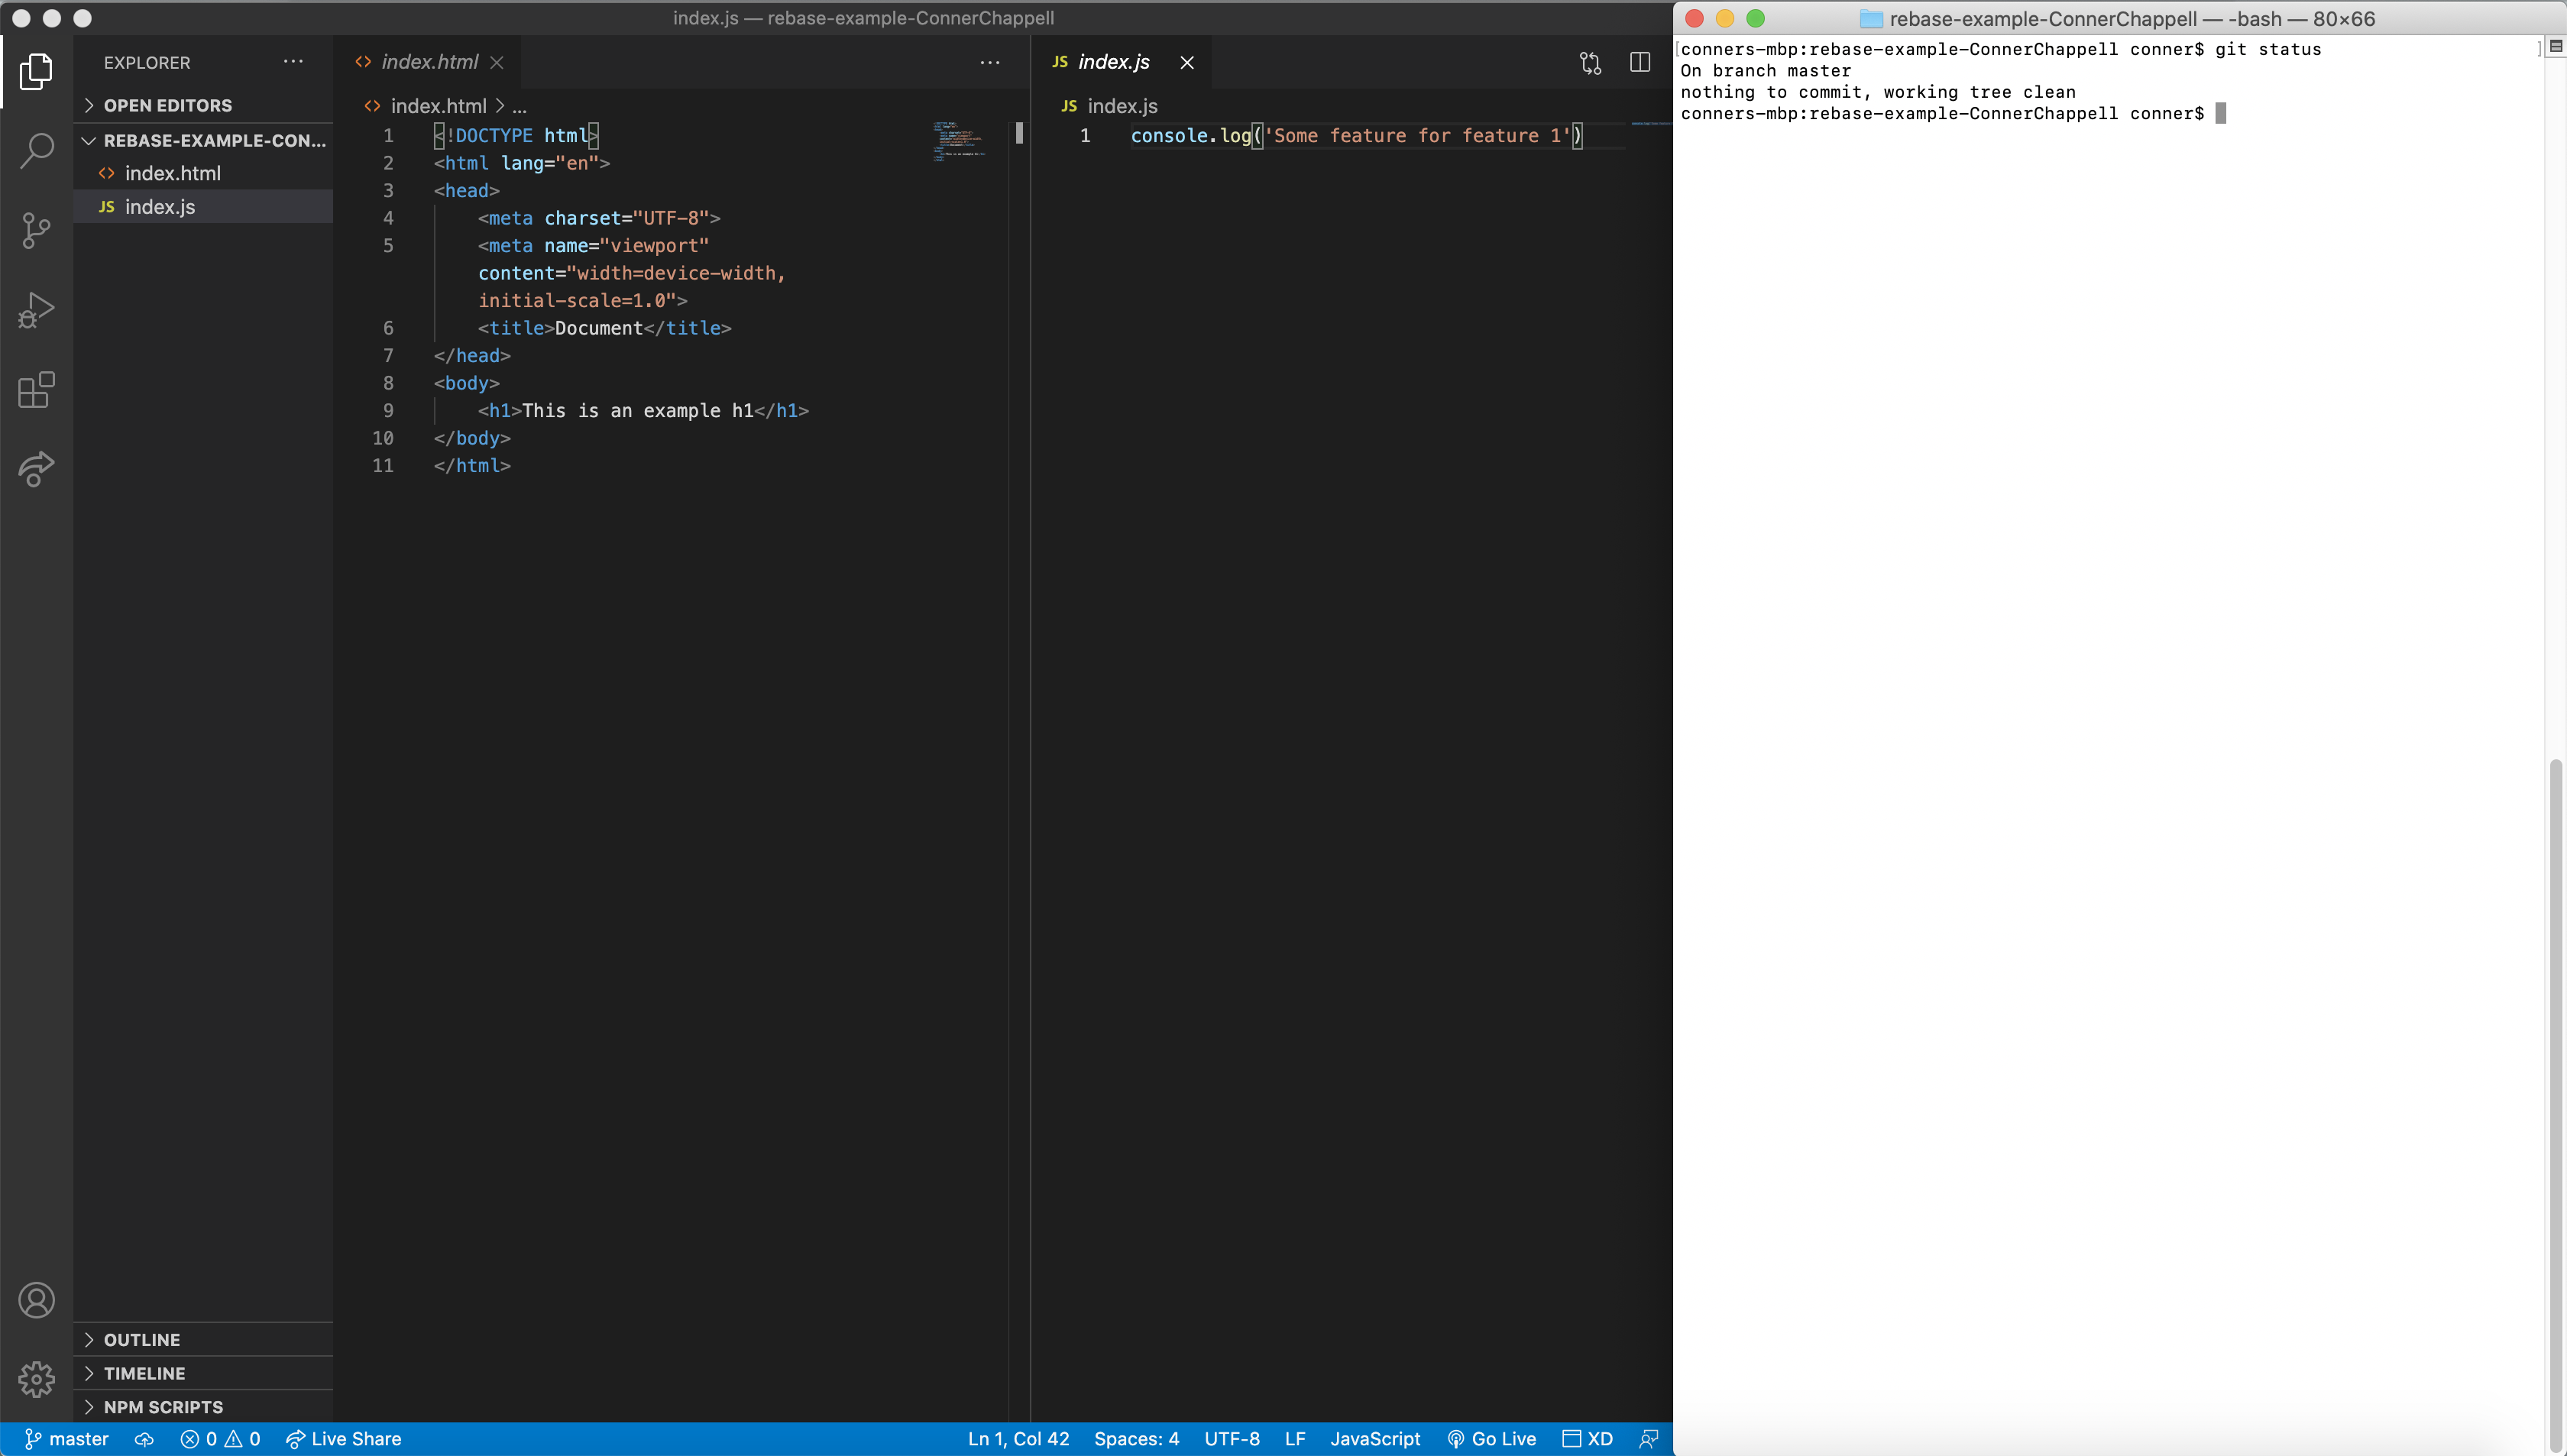 index.js — rebase-example-ConnerChappell
EXPLORER
OPEN EDITORS
REBASE-EXAMPLE-CON...
index.html
JS index.js
OUTLINE
TIMELINE
NPM SCRIPTS
index.html
index.html > ...
1 <!DOCTYPE html>
2 <html lang="en">
3 <head>
4 <meta charset="UTF-8">
5 <meta name="viewport"
content="width=device-width,
initial-scale=1.0">
6 <title>Document</title>
7 </head>
8 <body>
9 <h1>This is an example h1</h1>
10 </body>
11 </html>
JS index.js
JS index.js
1 console.log('Some feature for feature 1')
master 0 0 Live Share Ln 1, Col 42 Spaces: 4 UTF-8 LF JavaScript Go Live XD
rebase-example-ConnerChappell — -bash — 80×66
[conners-mbp:rebase-example-ConnerChappell conner$ git status ]
On branch master
nothing to commit, working tree clean
conners-mbp:rebase-example-ConnerChappell conner$